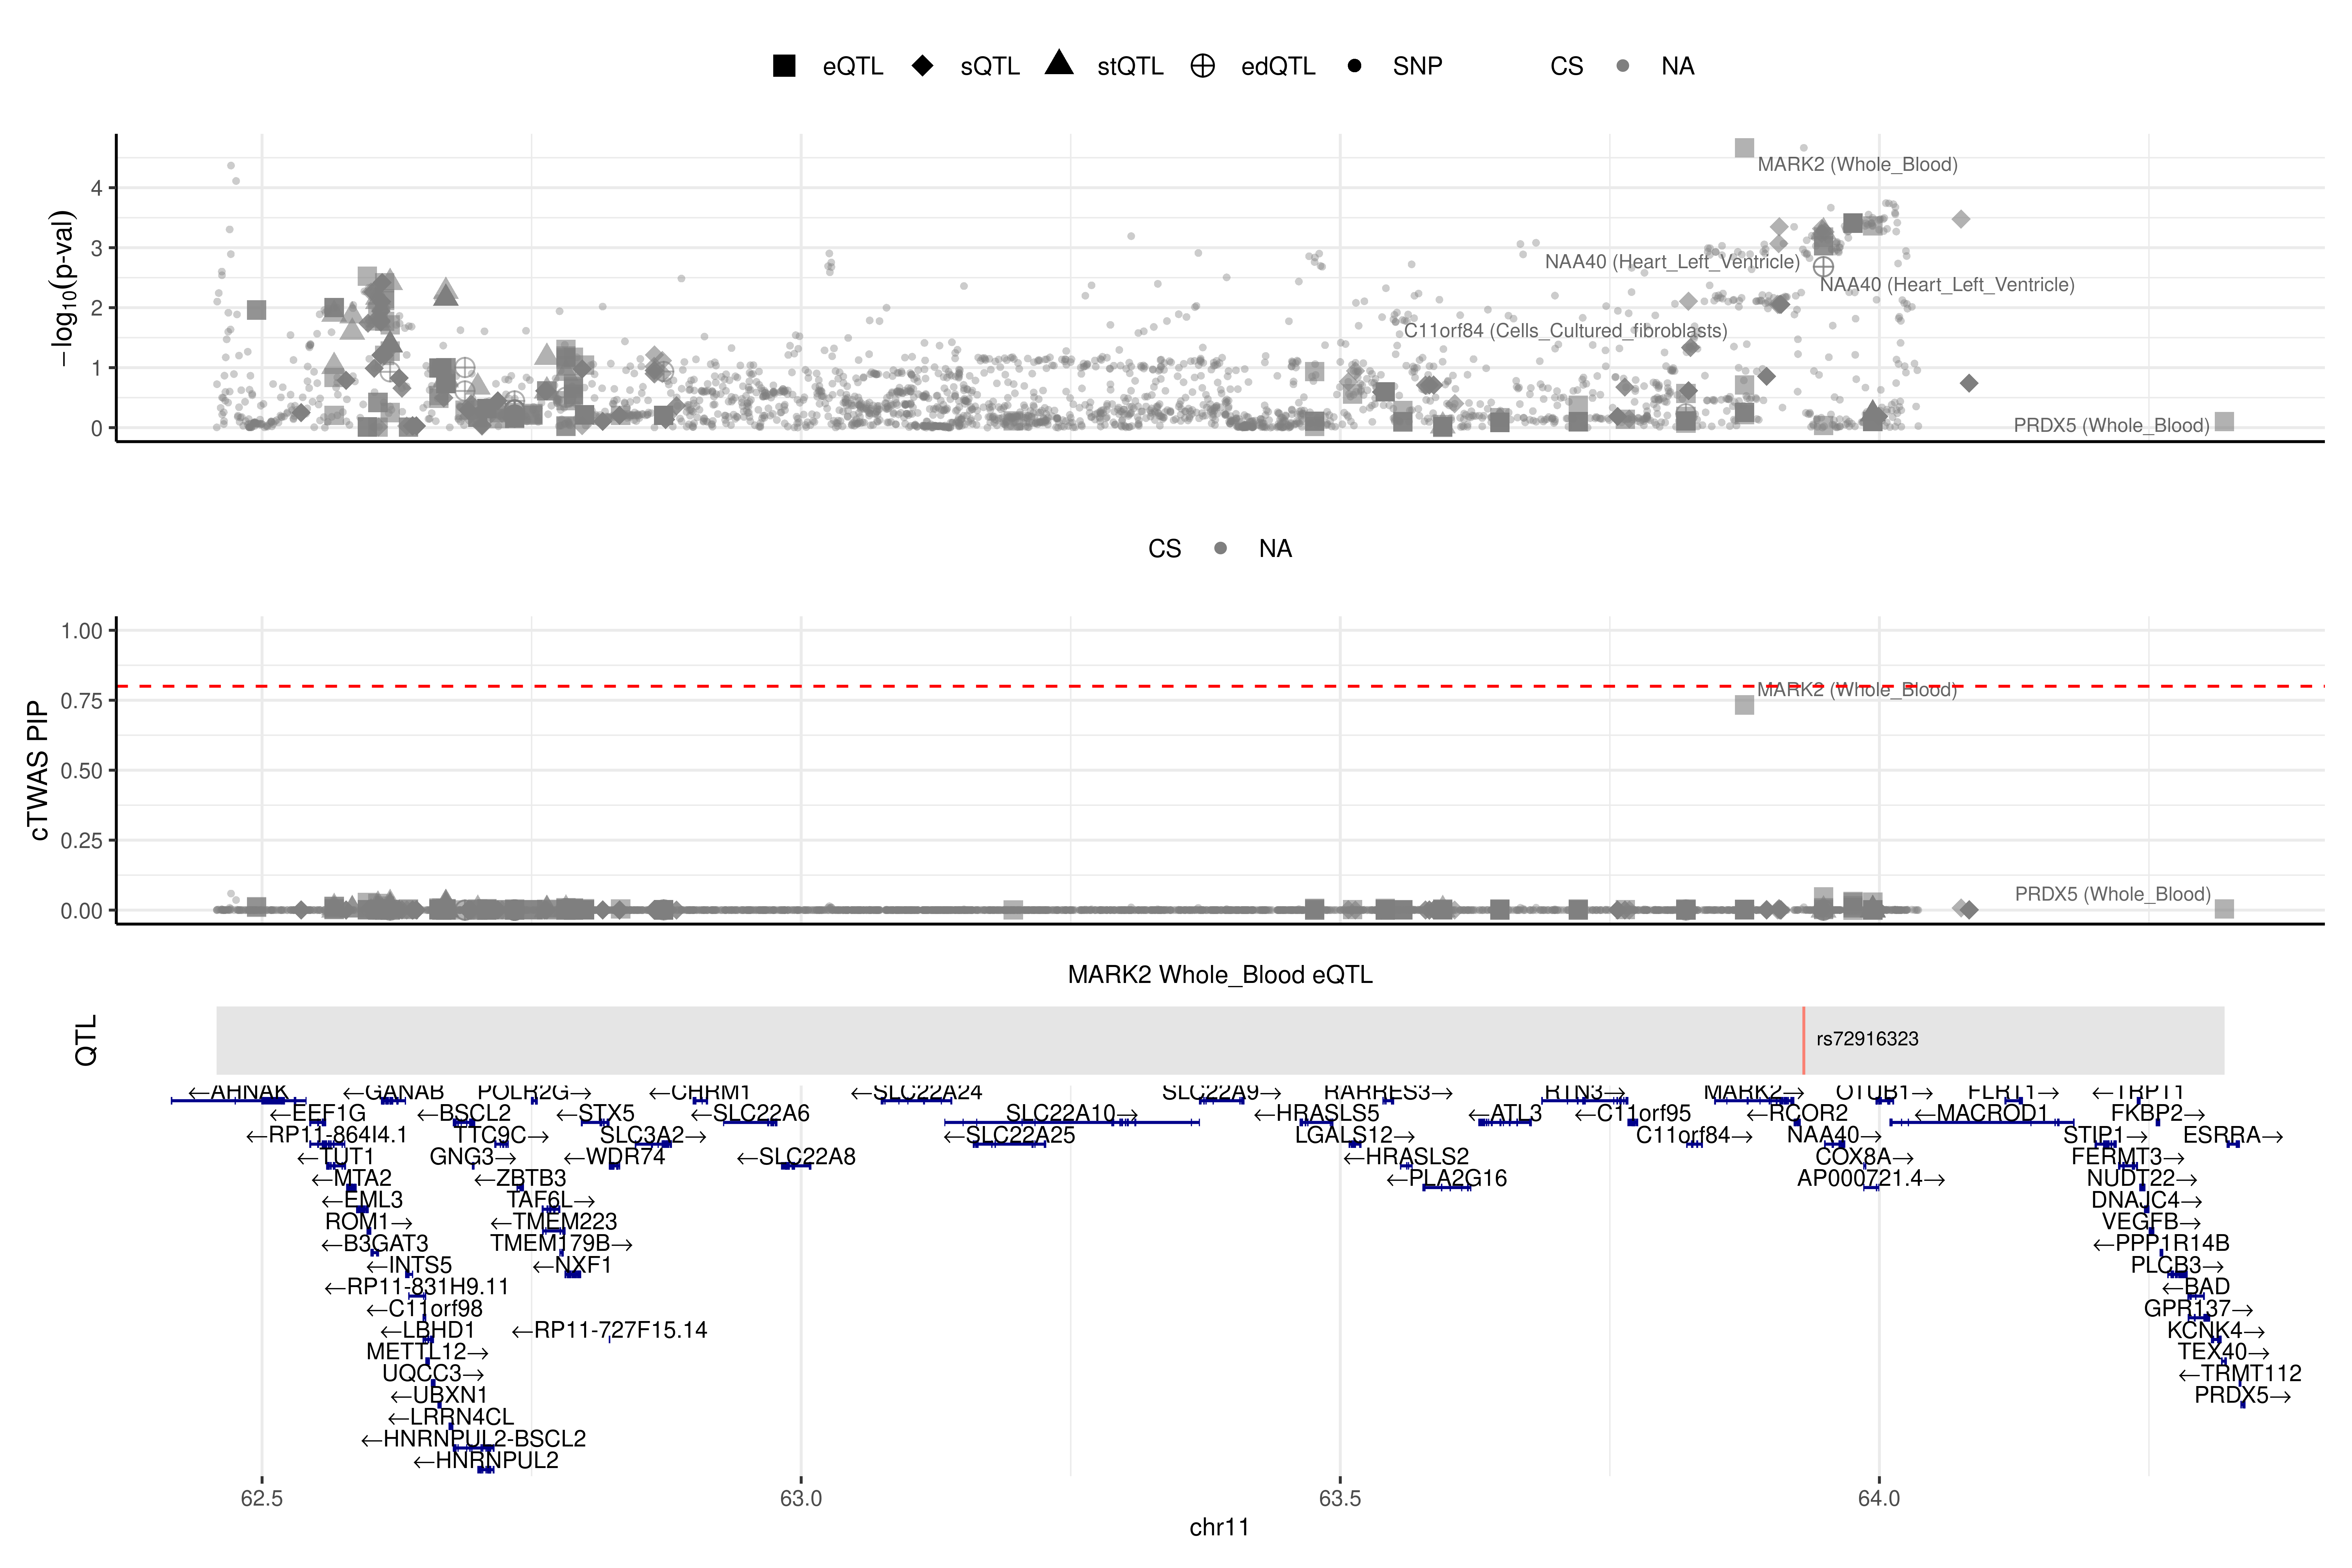 eQTL sQTL stQTL edQTL SNP CS NA
−log10(p-val)
4
3
2
1
0
MARK2 (Whole_Blood)
NAA40 (Heart_Left_Ventricle)
NAA40 (Heart_Left_Ventricle)
C11orf84 (Cells_Cultured_fibroblasts)
PRDX5 (Whole_Blood)
CS NA
cTWAS PIP
1.00
0.75
0.50
0.25
0.00
MARK2 (Whole_Blood)
PRDX5 (Whole_Blood)
MARK2 Whole_Blood eQTL
QTL
rs72916323
←AHNAK ←GANAB POLR2G→ ←CHRM1 ←SLC22A24 SLC22A9→ RARRES3→ RTN3→ MARK2→ OTUB1→ FLRT1→ ←TRPT1
←EEF1G ←BSCL2 ←STX5 ←SLC22A6 SLC22A10→ ←HRASLS5 ←ATL3 ←C11orf95 ←RCOR2 ←MACROD1 FKBP2→
←RP11-864I4.1 TTC9C→ SLC3A2→ ←SLC22A25 LGALS12→ C11orf84→ NAA40→ STIP1→ ESRRA→
←TUT1 GNG3→ ←WDR74 ←SLC22A8 ←HRASLS2 COX8A→ FERMT3→
←MTA2 ←ZBTB3 ←PLA2G16 AP000721.4→ NUDT22→
←EML3 TAF6L→ DNAJC4→
ROM1→ ←TMEM223 VEGFB→
←B3GAT3 TMEM179B→ ←PPP1R14B
←INTS5 ←NXF1 PLCB3→
←RP11-831H9.11 ←BAD
←C11orf98 GPR137→
←LBHD1 ←RP11-727F15.14 KCNK4→
METTL12→ TEX40→
UQCC3→ ←TRMT112
←UBXN1 PRDX5→
←LRRN4CL
←HNRNPUL2-BSCL2
←HNRNPUL2
62.5 63.0 63.5 64.0
chr11